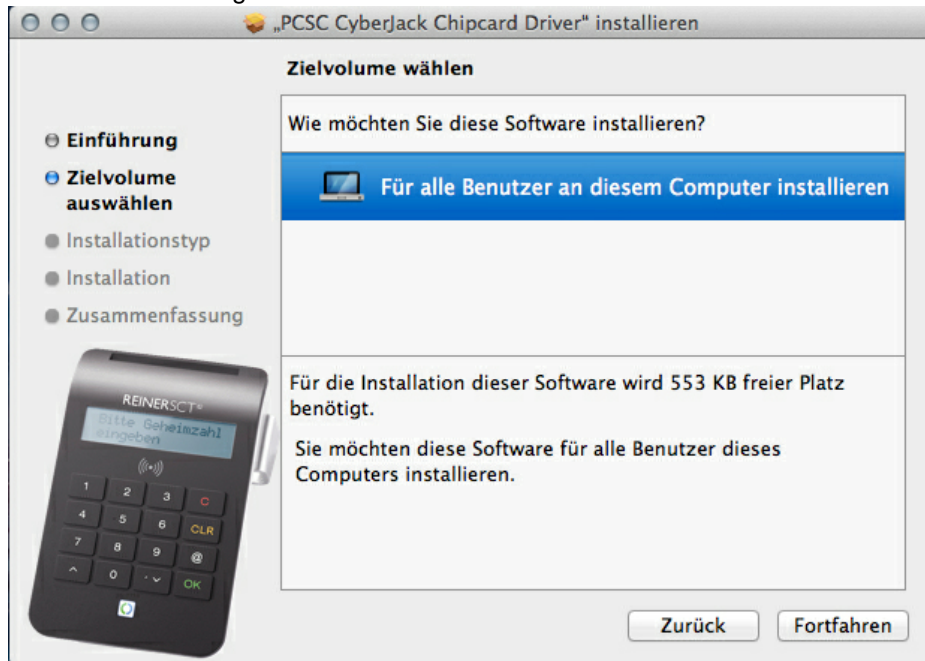 „PCSC CyberJack Chipcard Driver" installieren
Zielvolume wählen
Einführung
Zielvolume
auswählen
Installationstyp
Installation
Zusammenfassung
Wie möchten Sie diese Software installieren?
Für alle Benutzer an diesem Computer installieren
Für die Installation dieser Software wird 553 KB freier Platz
benötigt.
Sie möchten diese Software für alle Benutzer dieses
Computers installieren.
REINERSCT®
Bitte Geheimzahl
eingeben
1 2 3 C
4 5 6 CLR
7 8 9 @
0 OK
Zurück
Fortfahren